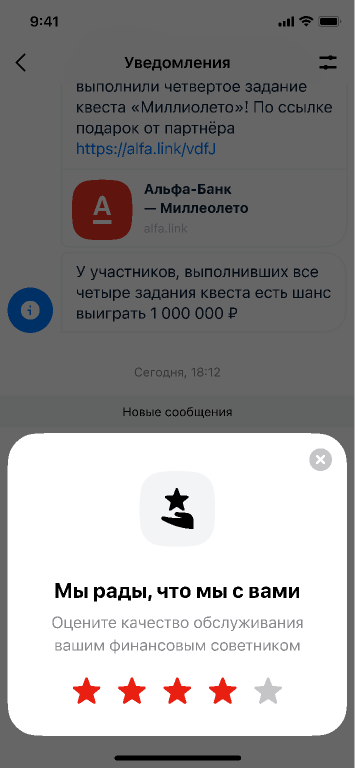 9:41
Уведомления
выполнили четвертое задание
квеста «Миллиолето»! По ссылке
подарок от партнёра
https://alfa.link/vdfJ
А
Альфа-Банк
— Миллеолето
alfa.link
У участников, выполнивших все
четыре задания квеста есть шанс
выиграть 1 000 000 ₽
Сегодня, 18:12
Новые сообщения
Мы рады, что мы с вами
Оцените качество обслуживания
вашим финансовым советником